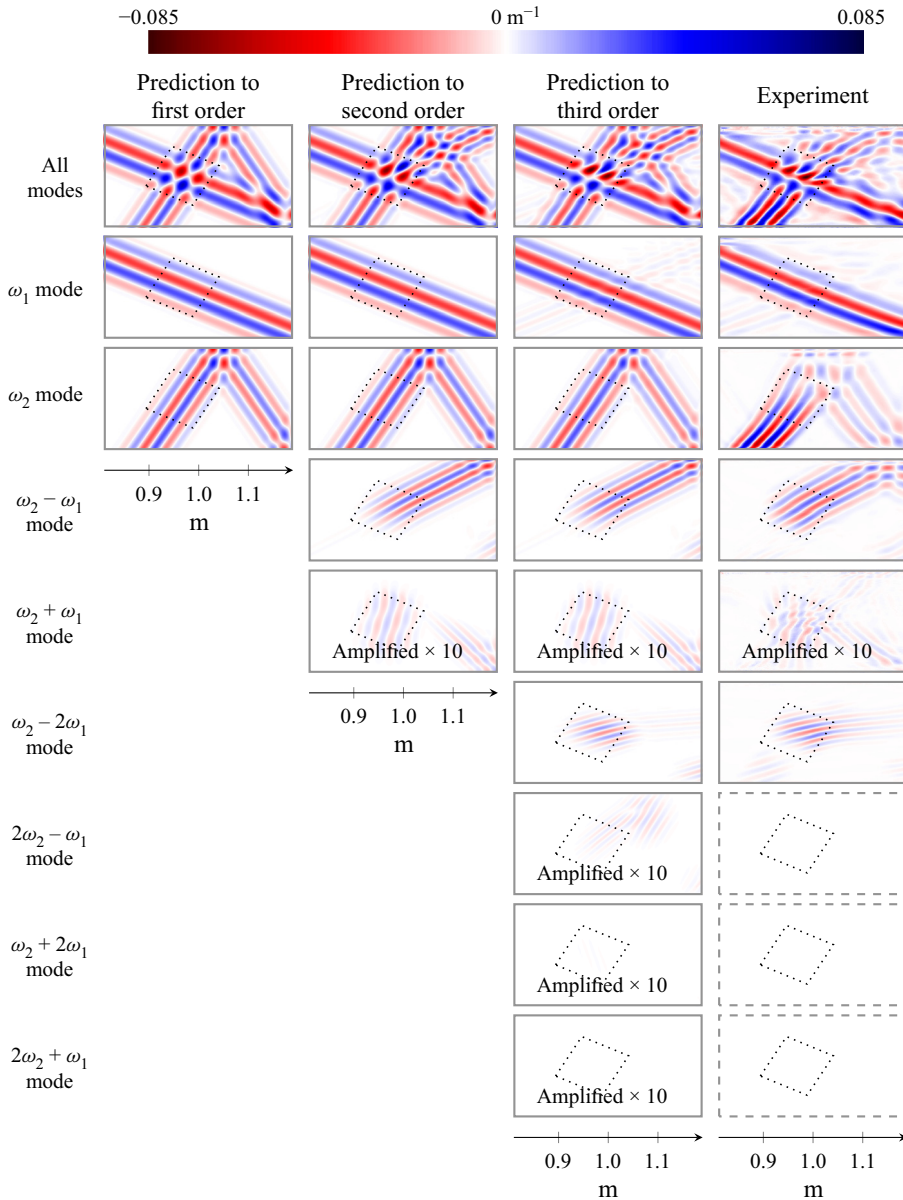 −0.085 0 m⁻¹ 0.085
Prediction to first order
Prediction to second order
Prediction to third order
Experiment
All
modes
ω₁ mode
ω₂ mode
0.9 1.0 1.1
m
ω₂ − ω₁
mode
ω₂ + ω₁
mode
Amplified × 10 Amplified × 10 Amplified × 10
0.9 1.0 1.1
m
ω₂ − 2ω₁
mode
2ω₂ − ω₁
mode
Amplified × 10
ω₂ + 2ω₁
mode
Amplified × 10
2ω₂ + ω₁
mode
Amplified × 10
0.9 1.0 1.1 0.9 1.0 1.1
m m